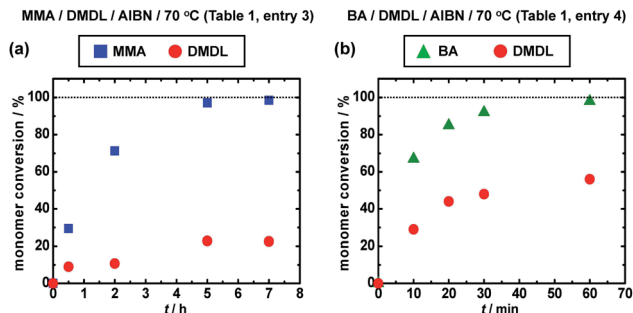 MMA / DMDL / AIBN / 70 °C (Table 1, entry 3)
(a)
MMA
DMDL
monomer conversion / %
100
80
60
40
20
0
0 1 2 3 4 5 6 7 8
t / h
BA / DMDL / AIBN / 70 °C (Table 1, entry 4)
(b)
BA
DMDL
monomer conversion / %
100
80
60
40
20
0
0 10 20 30 40 50 60 70
t / min